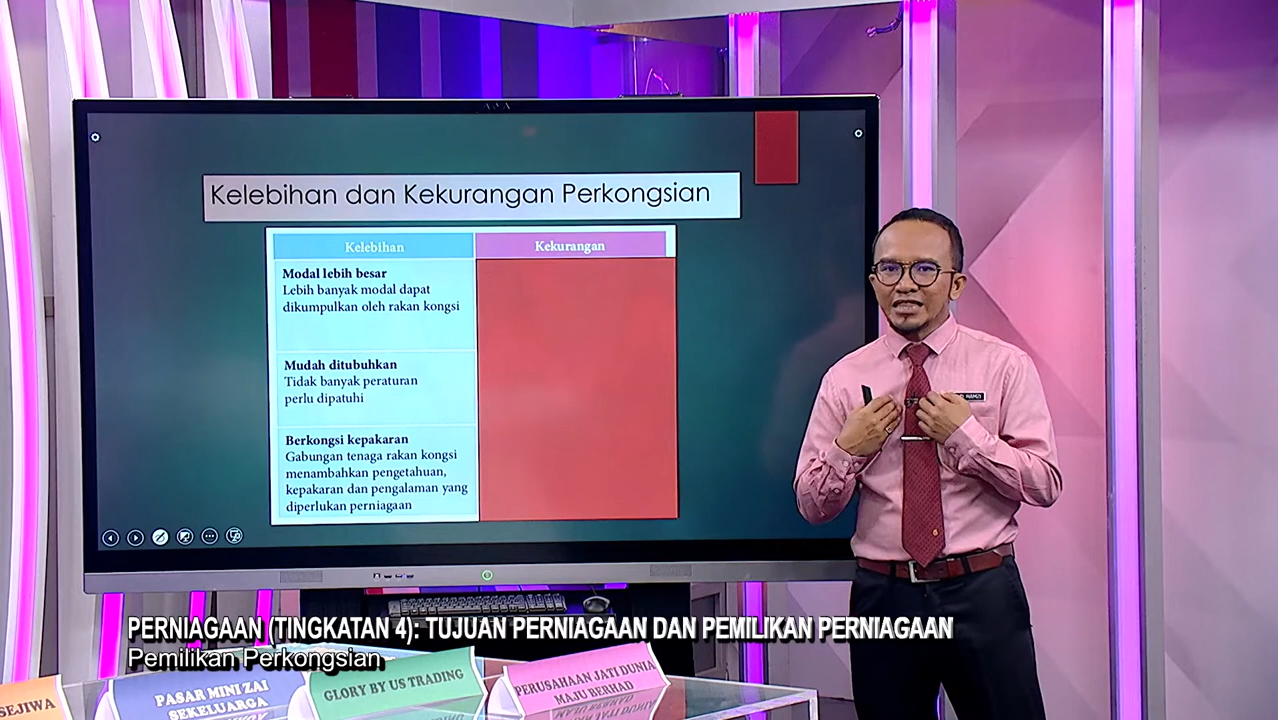 Kelebihan dan Kekurangan Perkongsian
Kelebihan
Kekurangan
Modal lebih besar
Lebih banyak modal dapat
dikumpulkan oleh rakan kongsi
Mudah ditubuhkan
Tidak banyak peraturan
perlu dipatuhi
Berkongsi kepakaran
Gabungan tenaga rakan kongsi
menambahkan pengetahuan,
kepakaran dan pengalaman yang
diperlukan perniagaan
PERNIAGAAN (TINGKATAN 4): TUJUAN PERNIAGAAN DAN PEMILIKAN PERNIAGAAN
Pemilikan Perkongsian
SEJIWA
PASAR MINI ZAI
SEKELUARGA
GLORY BY US TRADING
PERUSAHAAN JATI DUNIA
MAJU BERHAD